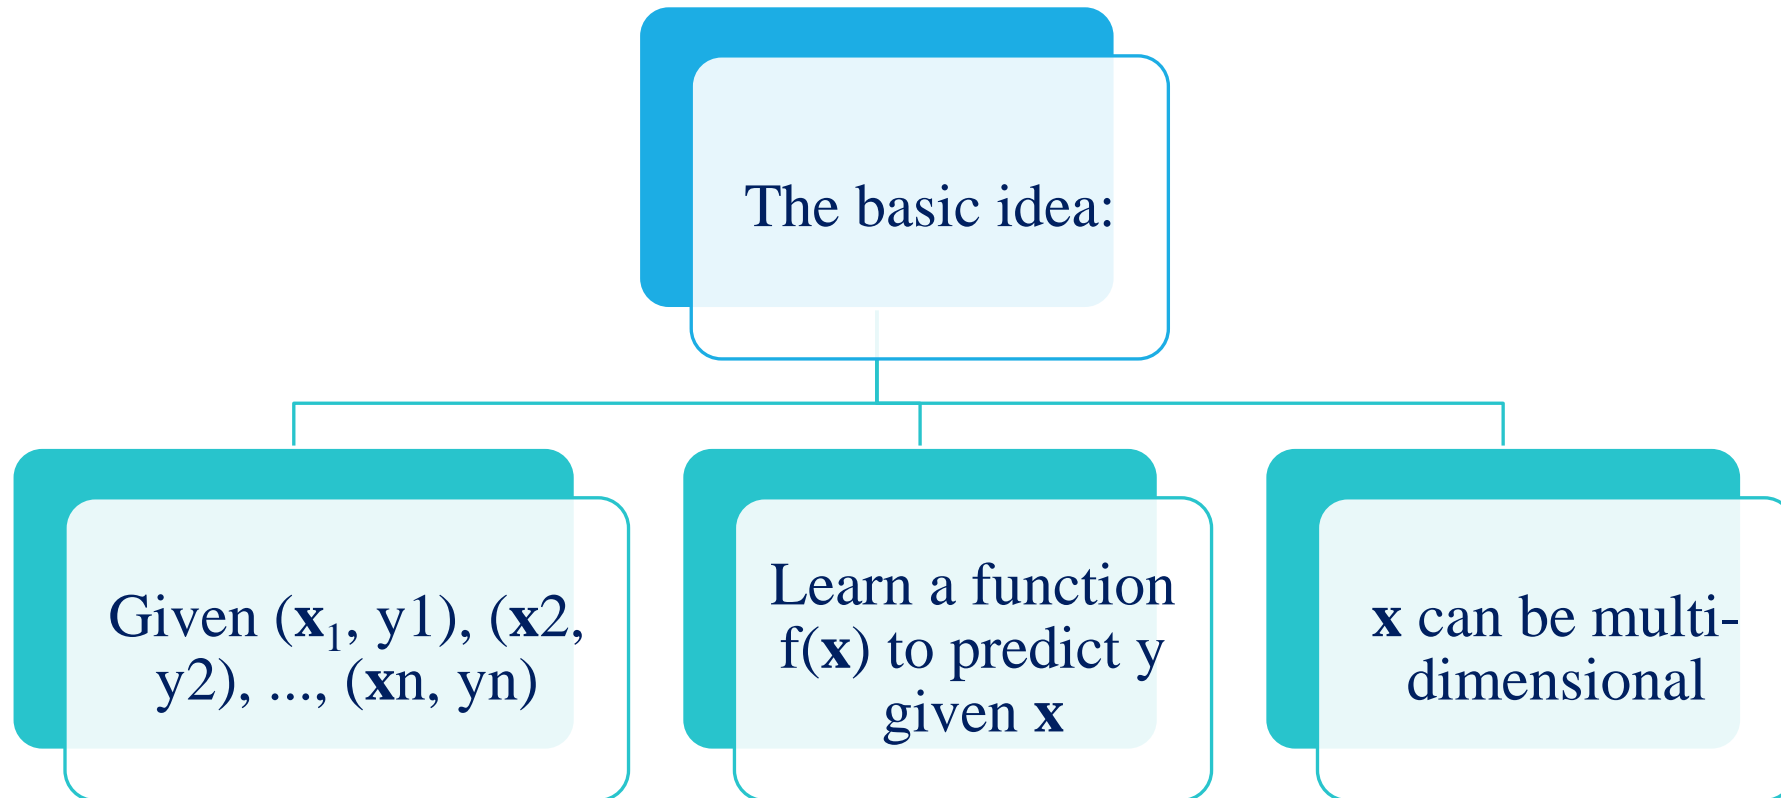 The basic idea:
Given (x₁, y1), (x2,
y2), ..., (xn, yn)
Learn a function
f(x) to predict y
given x
x can be multi-
dimensional